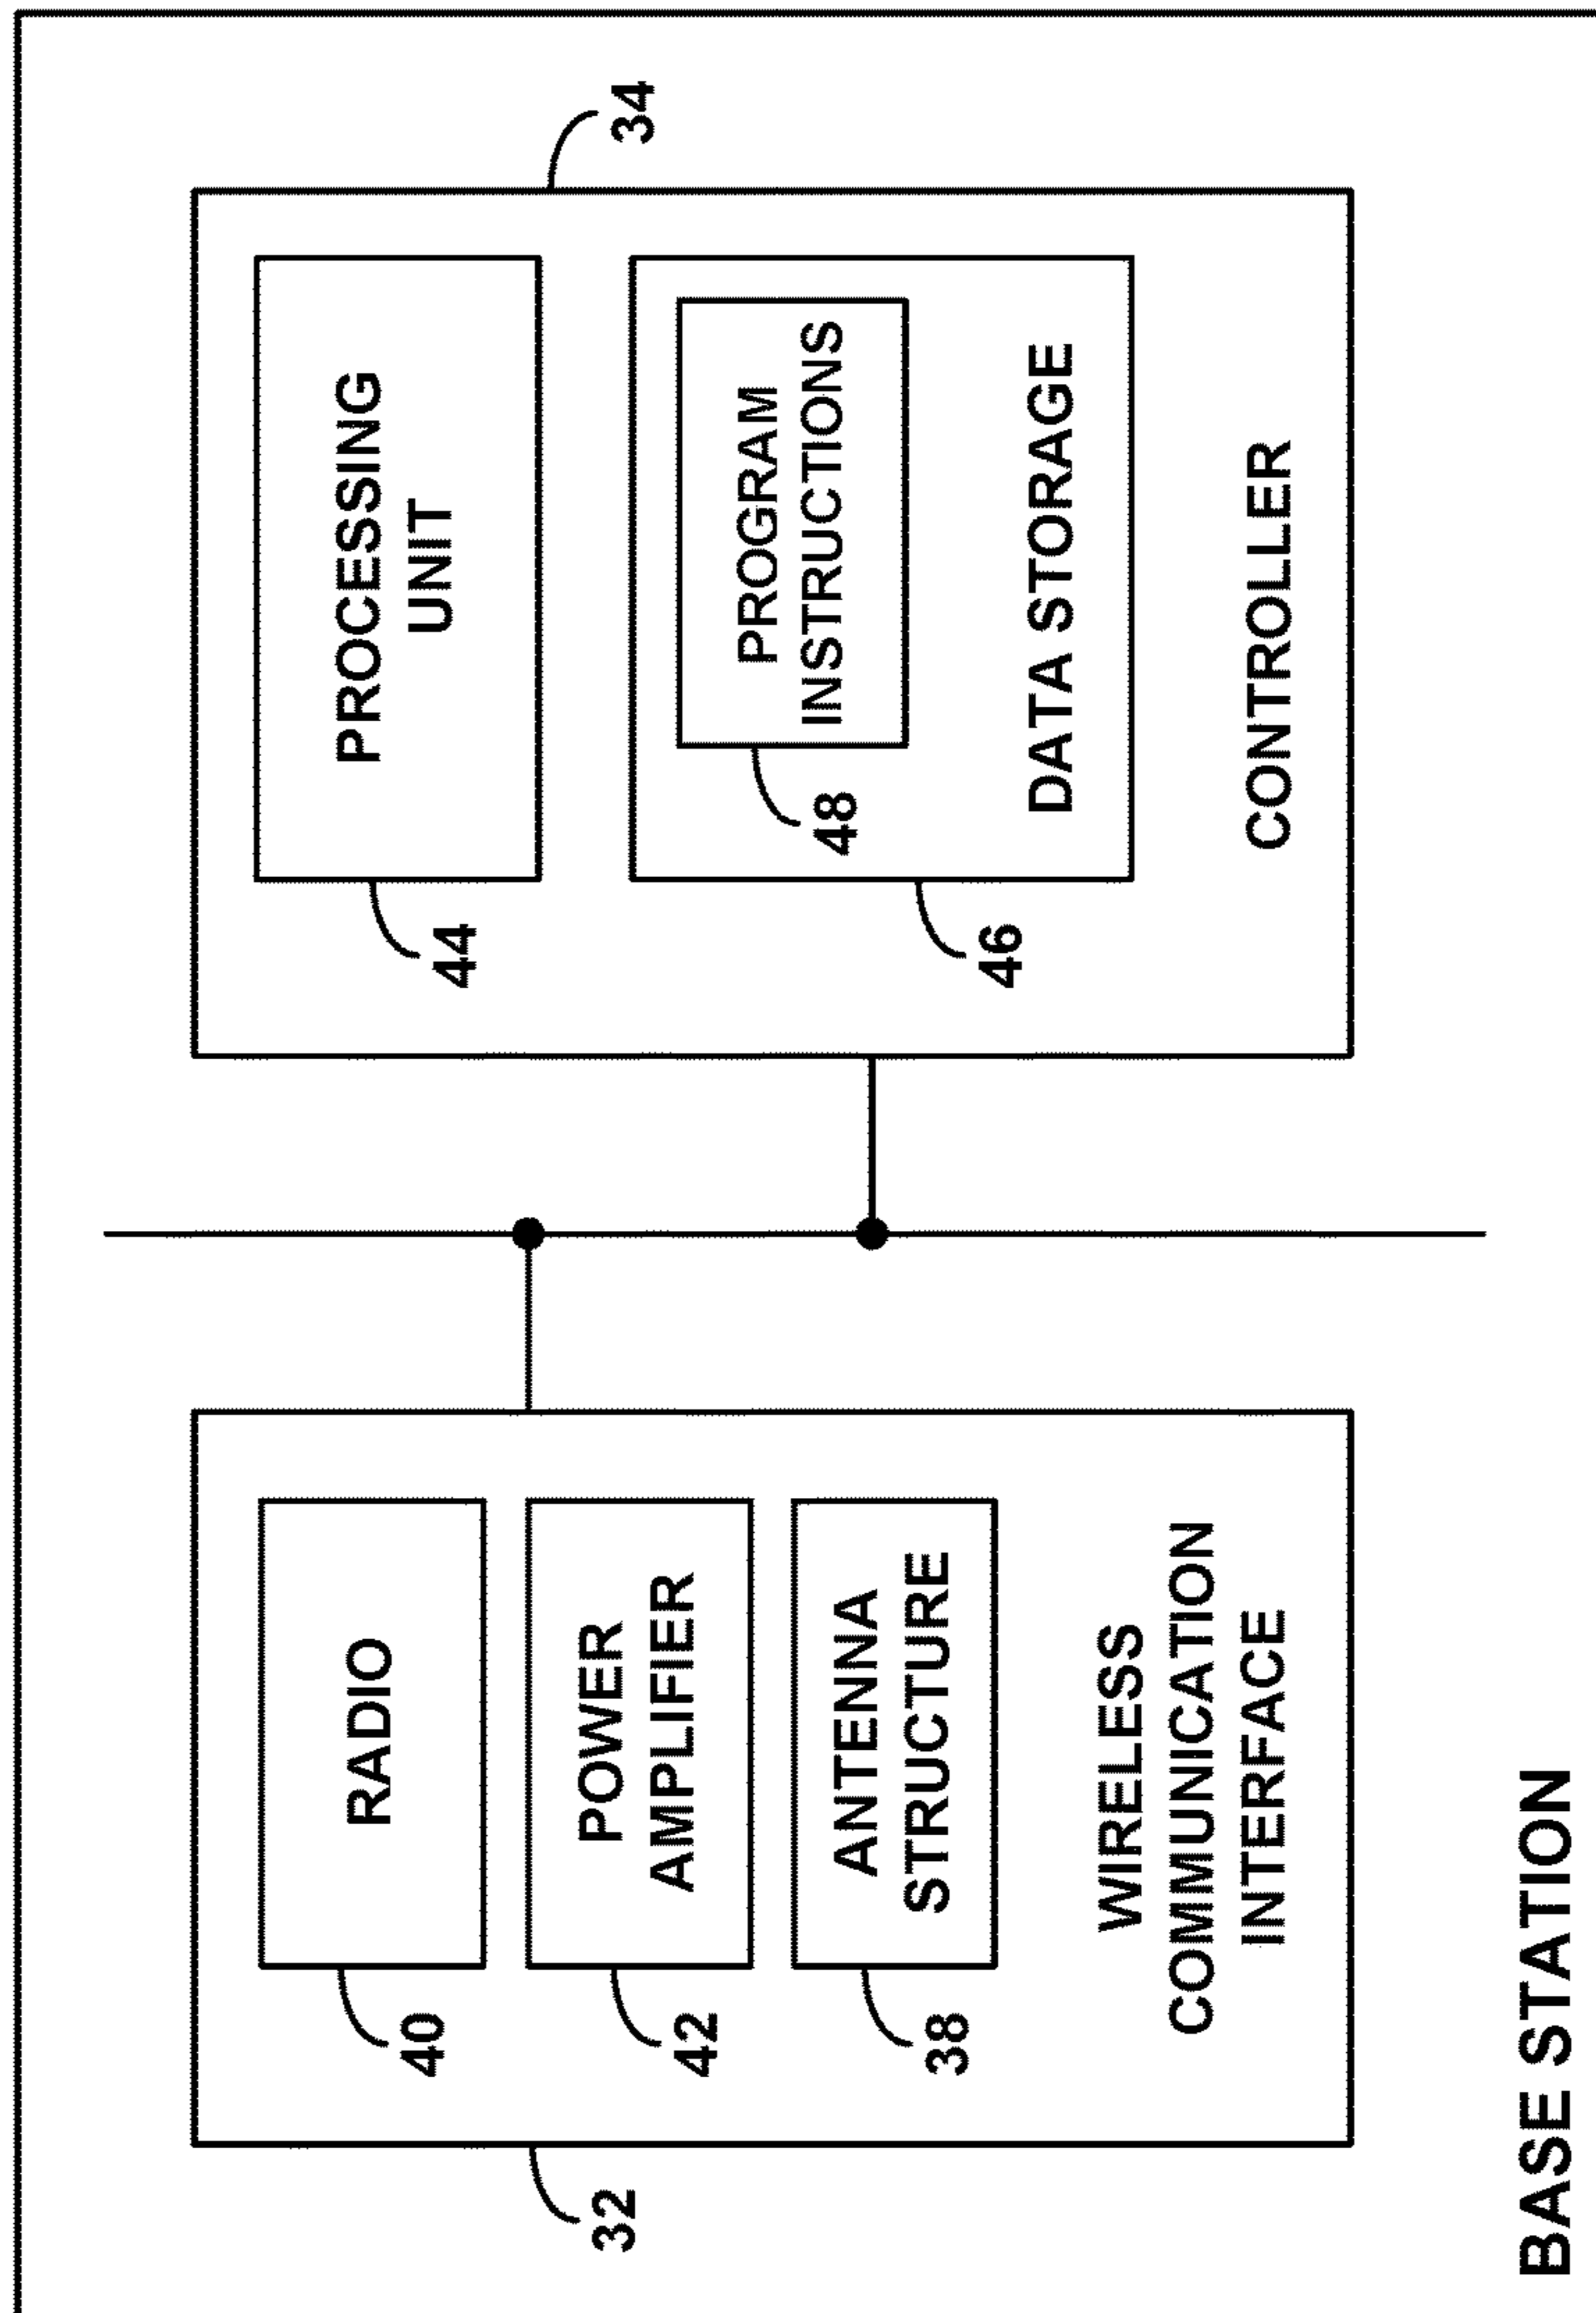 32
40
RADIO
42
POWER
AMPLIFIER
38
ANTENNA
STRUCTURE
WIRELESS
COMMUNICATION
INTERFACE
34
44
PROCESSING
UNIT
48
PROGRAM
INSTRUCTIONS
46
DATA STORAGE
CONTROLLER
BASE STATION